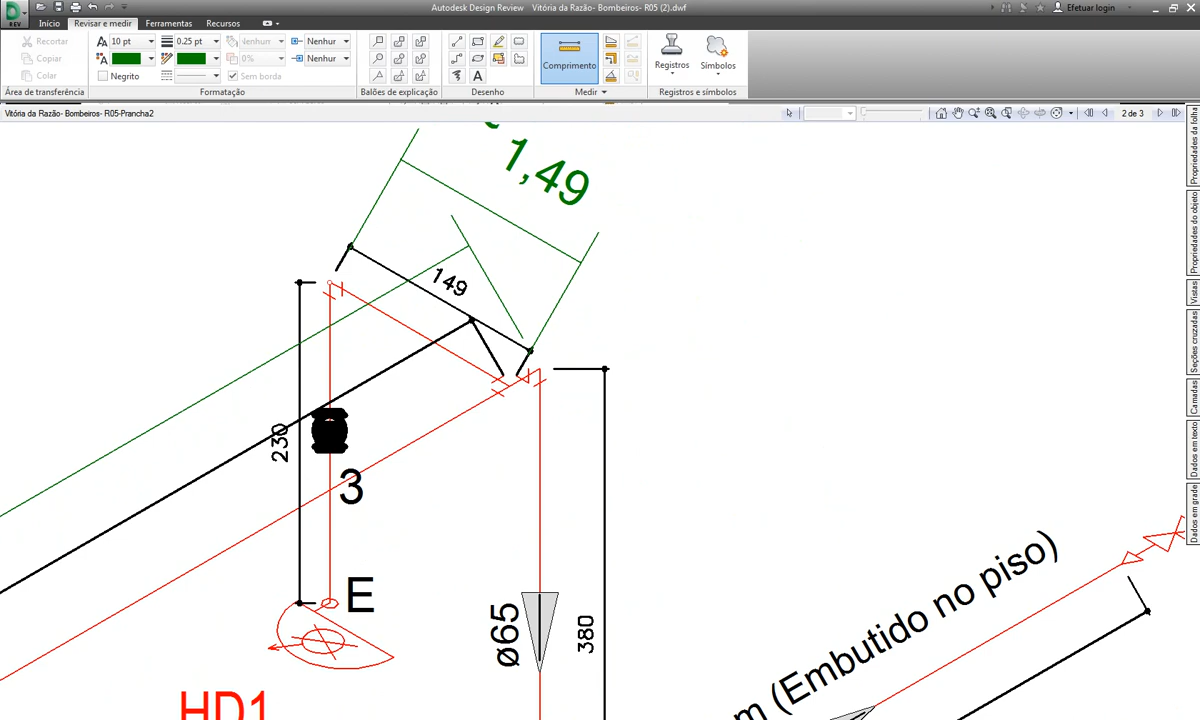 Autodesk Design Review Vitória da Razão- Bombeiros- R05 (2).dwf
Efetuar login
REV
Início Revisar e medir Ferramentas Recursos
Recortar
Copiar
Colar
Área de transferência
10 pt 0.25 pt Nenhum Nenhur
0% Nenhur
Negrito Sem borda
Formatação
Balões de explicação
A
Desenho
Comprimento
Medir
Registros Símbolos
Registros e símbolos
Vitória da Razão- Bombeiros- R05-Prancha2
2 de 3
Propriedades da folha
Propriedades do objeto
Vistas
Seções cruzadas
Camadas
Dados em texto
Dados em grade
1,49
149
230
3
E
ø65
380
HD1
m (Embutido no piso)